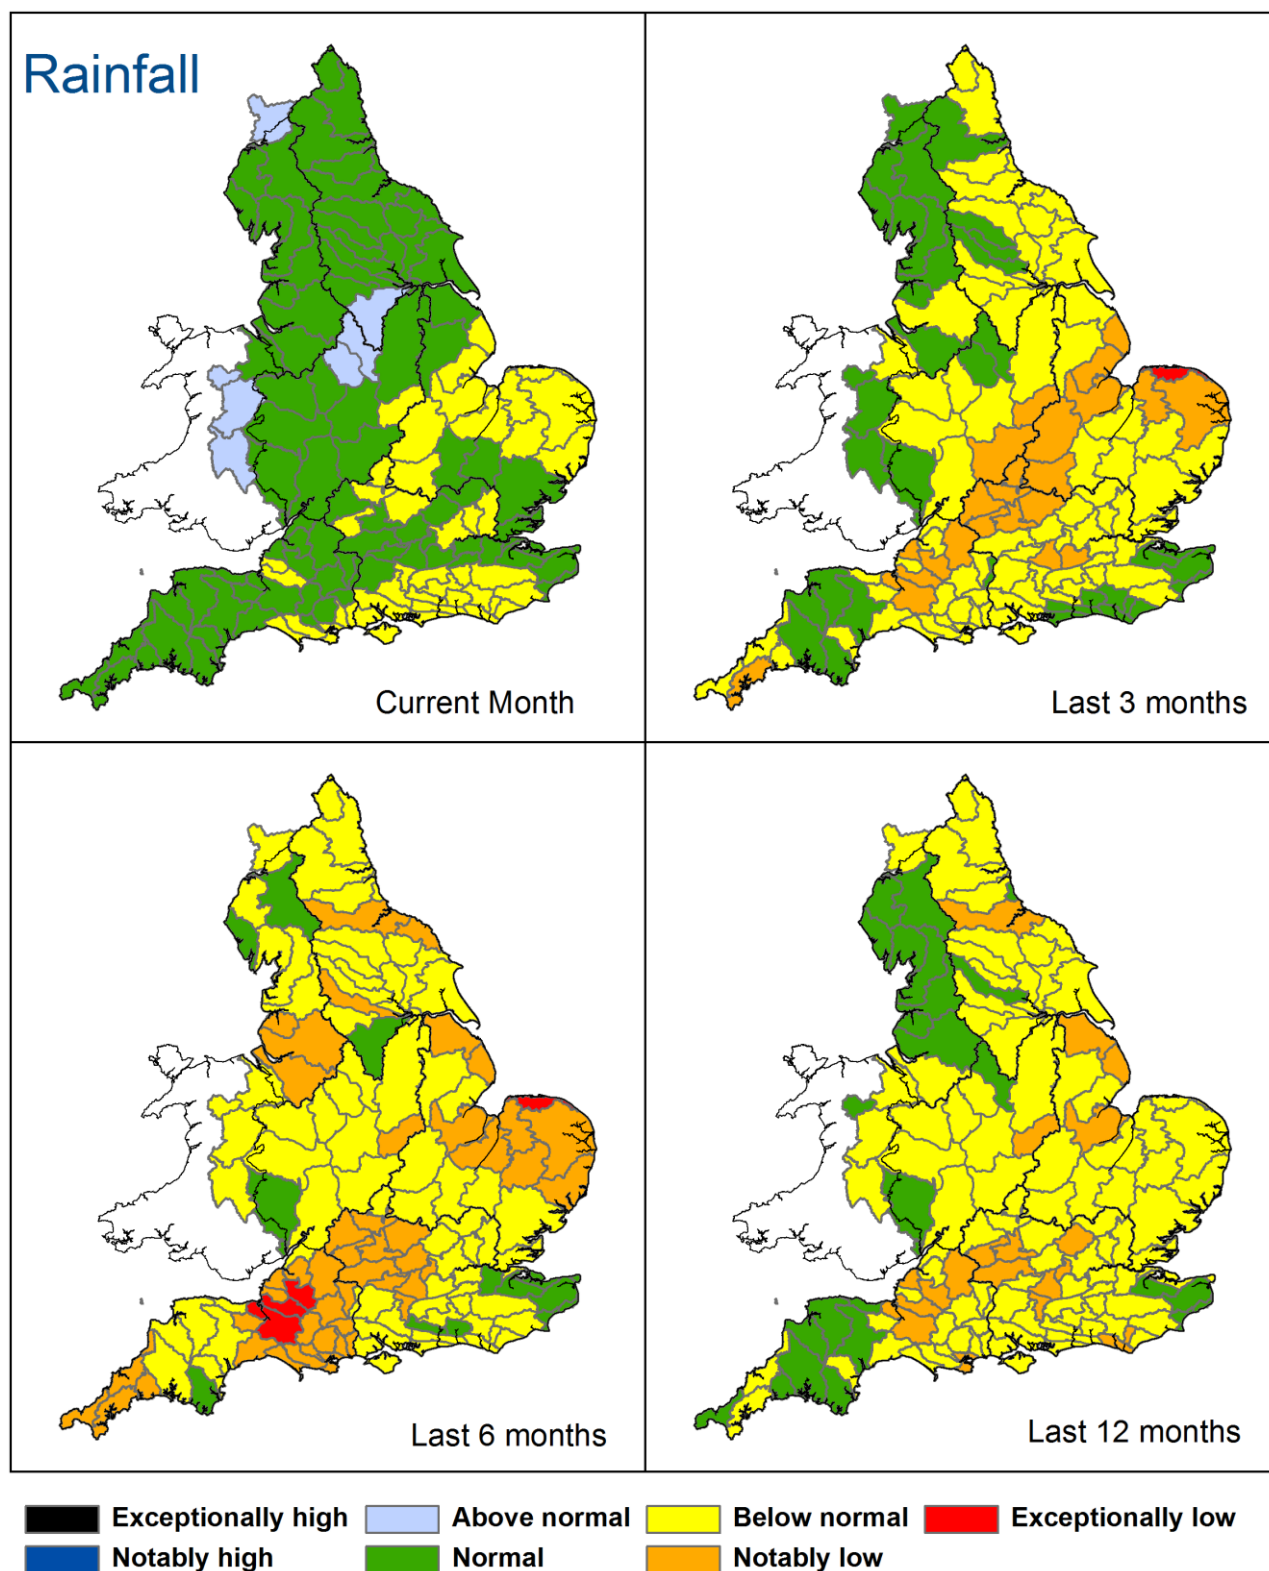 Rainfall
Current Month
Last 3 months
Last 6 months
Last 12 months
Exceptionally high
Above normal
Below normal
Exceptionally low
Notably high
Normal
Notably low